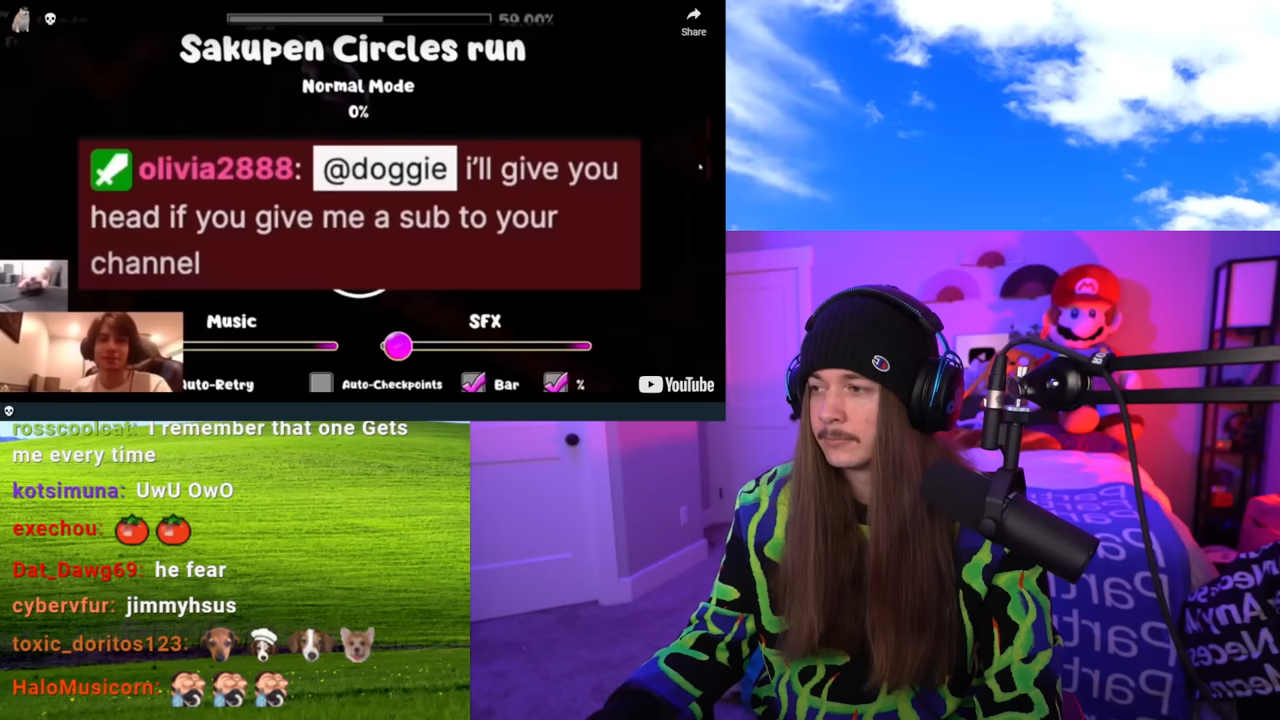 59.00%
Share
Sakupen Circles run
Normal Mode
0%
olivia2888: @doggie i'll give you
head if you give me a sub to your
channel
Music
SFX
Auto-Retry
Auto-Checkpoints
Bar
%
YouTube
rosscoolcat: I remember that one Gets
me every time
kotsimuna: UwU OwO
exechou:
Dat_Dawg69: he fear
cybervfur: jimmyhsus
toxic_doritos123:
HaloMusicorn: